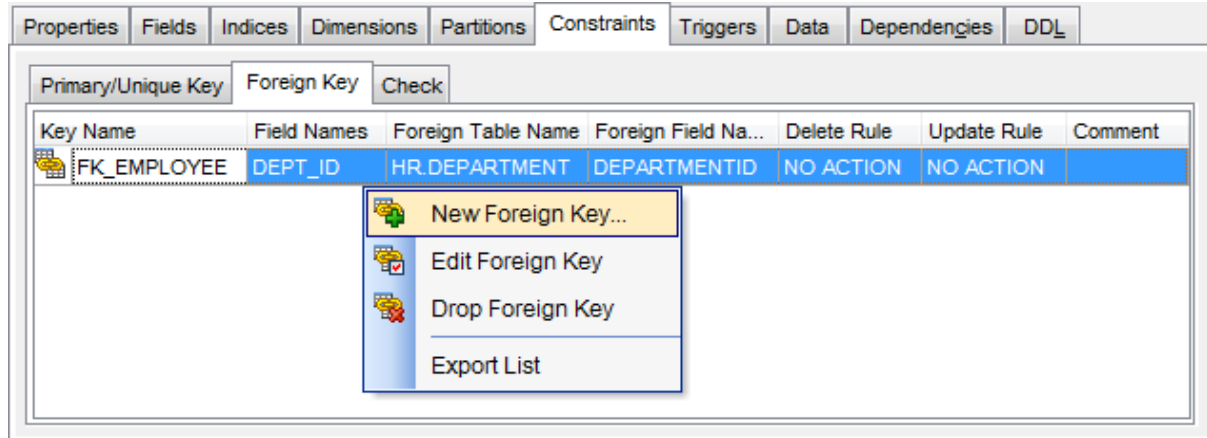 Properties Fields Indices Dimensions Partitions Constraints Triggers Data Dependencies DDL
Primary/Unique Key Foreign Key Check
Key Name Field Names Foreign Table Name Foreign Field Na... Delete Rule Update Rule Comment
FK_EMPLOYEE DEPT_ID HR.DEPARTMENT DEPARTMENTID NO ACTION NO ACTION
New Foreign Key...
Edit Foreign Key
Drop Foreign Key
Export List